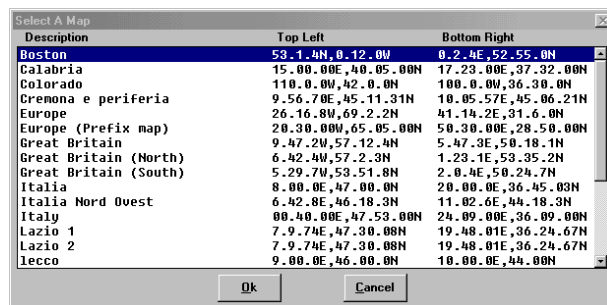 Select A Map
Description Top Left Bottom Right
Boston 53.1.4N,0.12.0W 0.2.4E,52.55.0N
Calabria 15.00.00E,40.05.00N 17.23.00E,37.32.00N
Colorado 110.0.0W,42.0.0N 100.0.0W,36.30.0N
Cremona e periferia 9.56.70E,45.11.31N 10.05.57E,45.06.21N
Europe 26.16.8W,69.2.2N 41.14.2E,31.6.0N
Europe (Prefix map) 20.30.00W,65.05.00N 50.30.00E,28.50.00N
Great Britain 9.47.2W,57.12.4N 5.47.3E,50.18.1N
Great Britain (North) 6.42.4W,57.2.3N 1.23.1E,53.35.2N
Great Britain (South) 5.29.7W,53.51.8N 2.0.4E,50.24.7N
Italia 8.00.0E,47.00.0N 20.00.0E,36.45.03N
Italia Nord Ovest 6.42.8E,46.18.3N 11.02.6E,44.18.3N
Italy 00.40.00E,47.53.00N 24.09.00E,36.09.00N
Lazio 1 7.9.74E,47.30.08N 19.48.01E,36.24.67N
Lazio 2 7.9.74E,47.30.08N 19.48.01E,36.24.67N
lecco 9.00.0E,46.00.0N 10.00.0E,44.00N
Ok Cancel